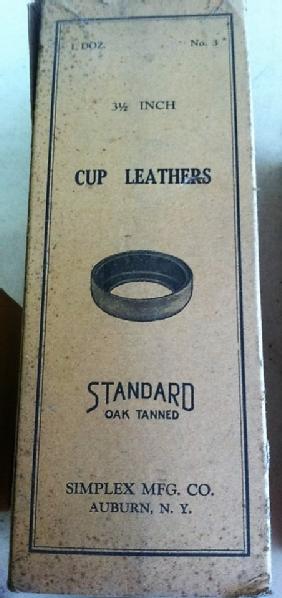 1 DOZ. No. 3
3½ INCH
CUP LEATHERS
STANDARD
OAK TANNED
SIMPLEX MFG. CO.
AUBURN, N. Y.